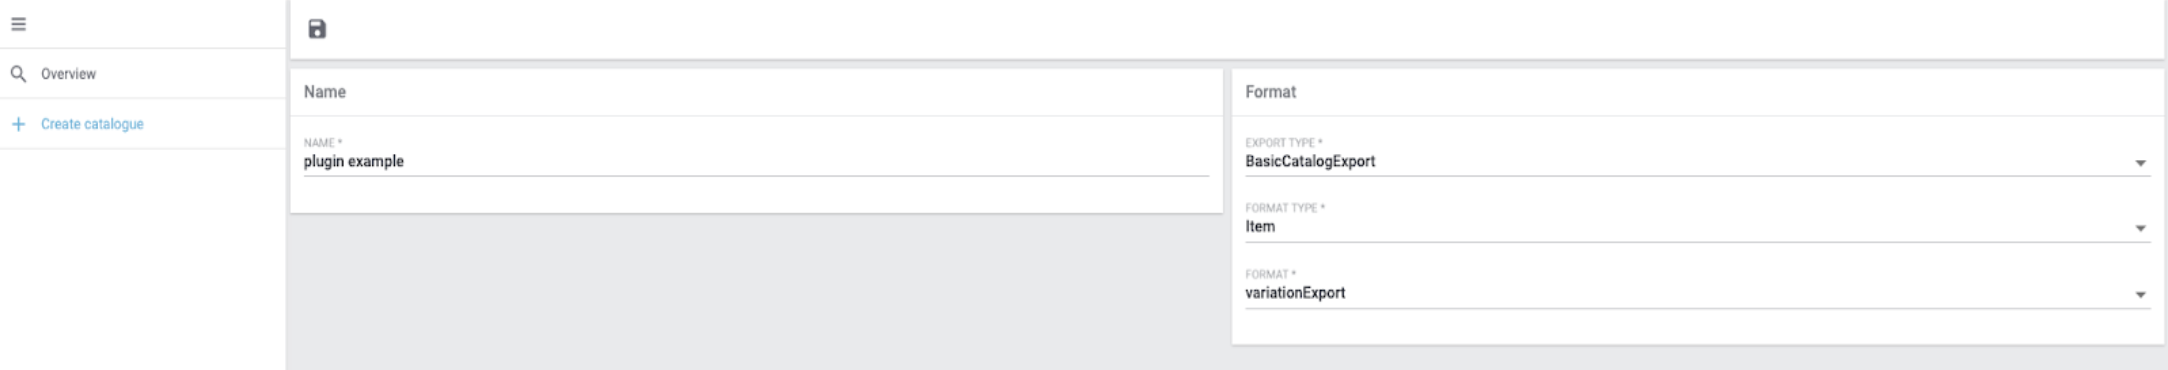 Overview
Create catalogue
Name
NAME *
plugin example
Format
EXPORT TYPE *
BasicCatalogExport
FORMAT TYPE *
Item
FORMAT *
variationExport